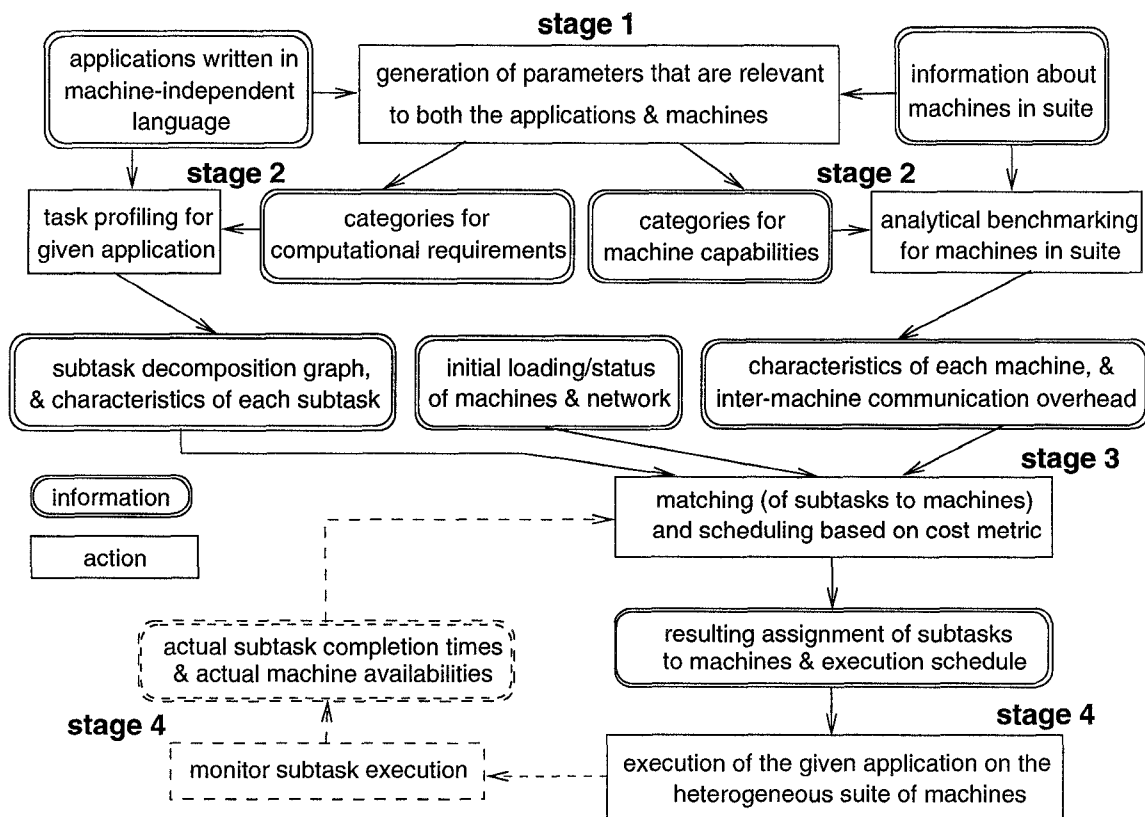 stage 1
applications written in
machine-independent
language
generation of parameters that are relevant
to both the applications & machines
information about
machines in suite
stage 2
stage 2
task profiling for
given application
categories for
computational requirements
categories for
machine capabilities
analytical benchmarking
for machines in suite
subtask decomposition graph,
& characteristics of each subtask
initial loading/status
of machines & network
characteristics of each machine, &
inter-machine communication overhead
stage 3
information
action
matching (of subtasks to machines)
and scheduling based on cost metric
actual subtask completion times
& actual machine availabilities
resulting assignment of subtasks
to machines & execution schedule
stage 4
stage 4
monitor subtask execution
execution of the given application on the
heterogeneous suite of machines